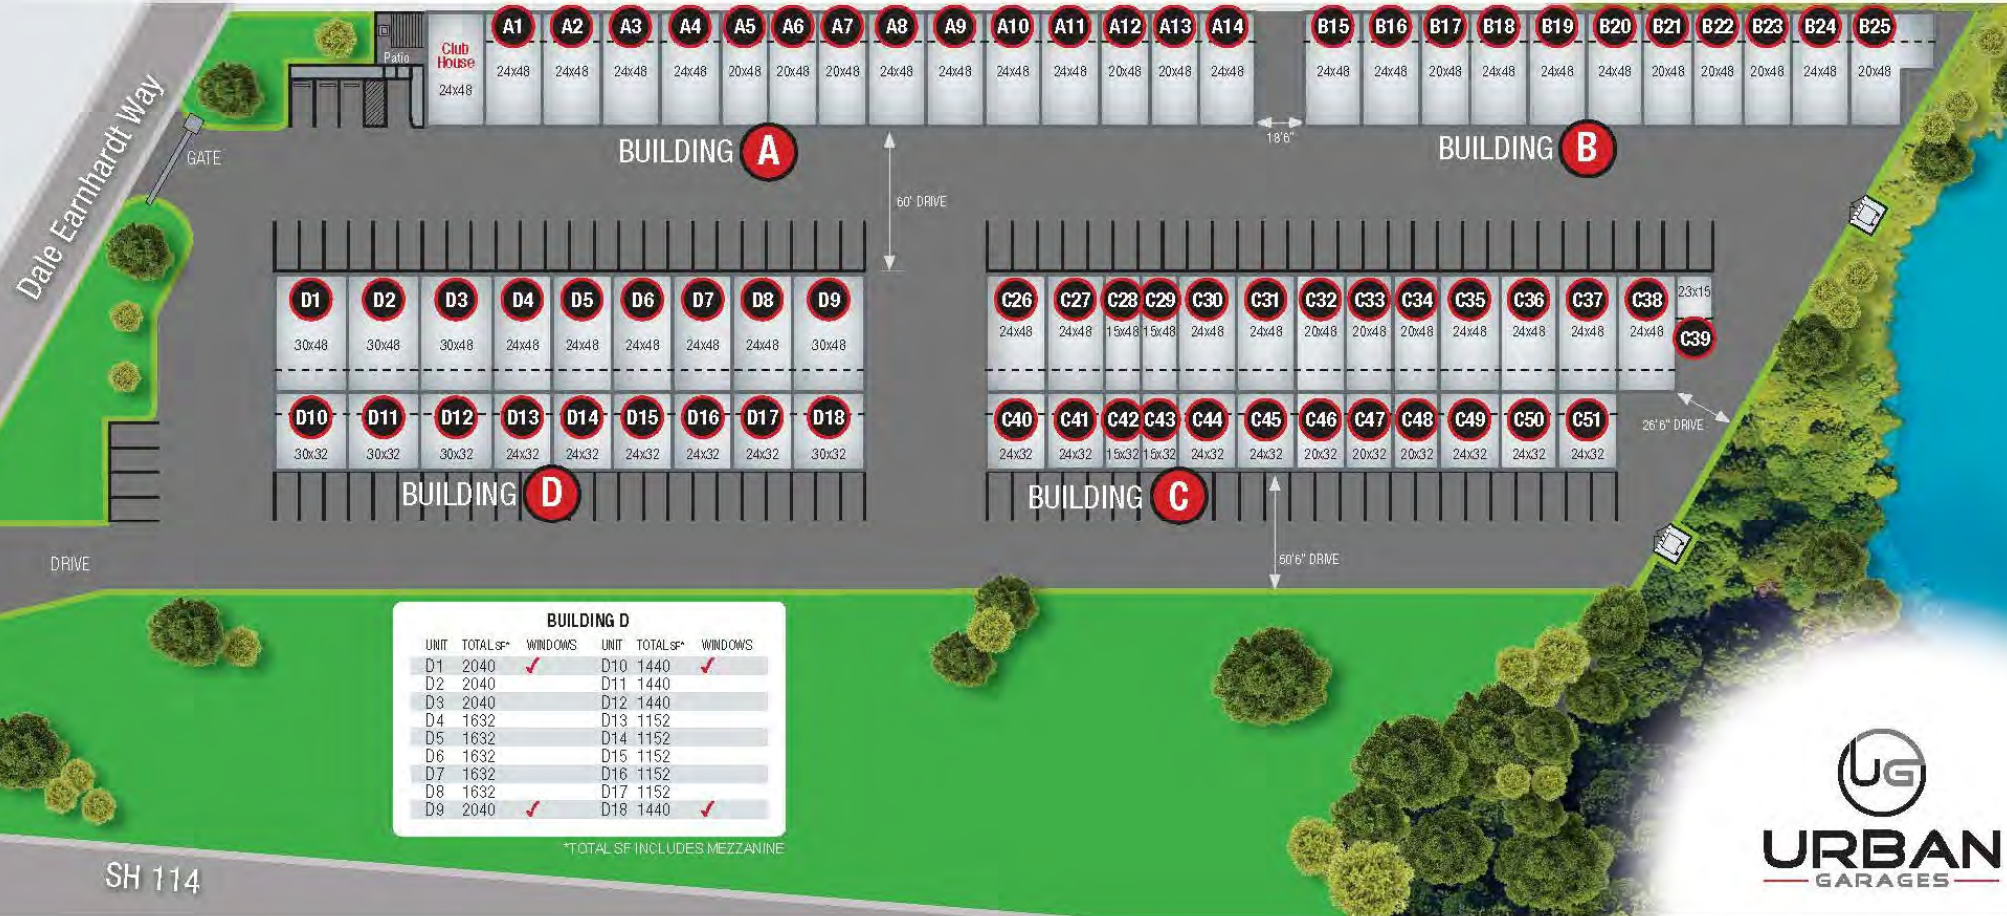 A1 A2 A3 A4 A5 A6 A7 A8 A9 A10 A11 A12 A13 A14 B15 B16 B17 B18 B19 B20 B21 B22 B23 B24 B25
Patio
Club
House
24x48
24x48 24x48 24x48 24x48 20x48 20x48 20x48 24x48 24x48 24x48 24x48 20x48 20x48 24x48 24x48 24x48 20x48 24x48 24x48 24x48 20x48 20x48 20x48 24x48 20x48
Dale Earnhardt Way
GATE
BUILDING A
18'6"
BUILDING B
60' DRIVE
D1 D2 D3 D4 D5 D6 D7 D8 D9
30x48 30x48 30x48 24x48 24x48 24x48 24x48 24x48 30x48
D10 D11 D12 D13 D14 D15 D16 D17 D18
30x32 30x32 30x32 24x32 24x32 24x32 24x32 24x32 30x32
BUILDING D
C26 C27 C28 C29 C30 C31 C32 C33 C34 C35 C36 C37 C38 23x15
24x48 24x48 15x48 15x48 24x48 24x48 20x48 20x48 20x48 24x48 24x48 24x48 24x48 C39
C40 C41 C42 C43 C44 C45 C46 C47 C48 C49 C50 C51
24x32 24x32 15x32 15x32 24x32 24x32 20x32 20x32 20x32 24x32 24x32 24x32
26'6" DRIVE
BUILDING C
DRIVE
BUILDING D
UNIT TOTAL SF* WINDOWS UNIT TOTAL SF* WINDOWS
D1 2040 ✓ D10 1440 ✓
D2 2040 D11 1440
D3 2040 D12 1440
D4 1632 D13 1152
D5 1632 D14 1152
D6 1632 D15 1152
D7 1632 D16 1152
D8 1632 D17 1152
D9 2040 ✓ D18 1440 ✓
*TOTAL SF INCLUDES MEZZANINE
SH 114
UG
URBAN
GARAGES